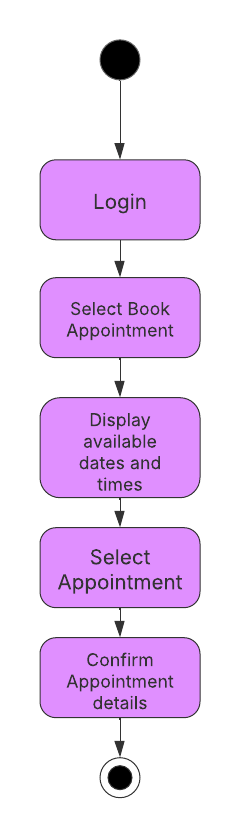 Login
Select Book
Appointment
Display
available
dates and
times
Select
Appointment
Confirm
Appointment
details